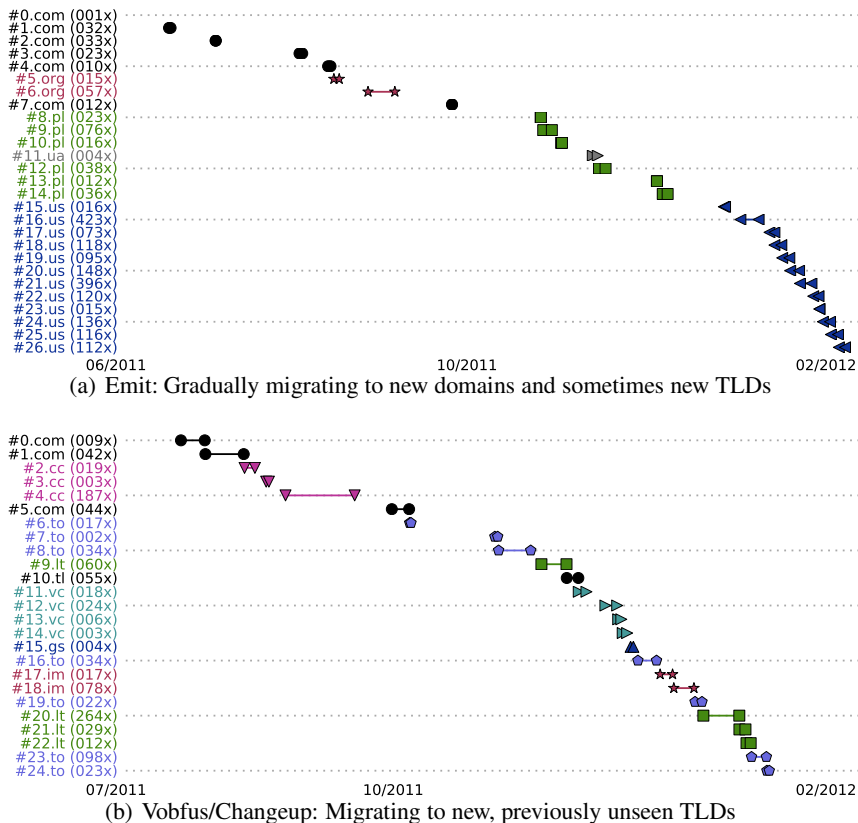 #0.com (001x)
#1.com (032x)
#2.com (033x)
#3.com (023x)
#4.com (010x)
#5.org (015x)
#6.org (057x)
#7.com (012x)
#8.pl (023x)
#9.pl (076x)
#10.pl (016x)
#11.ua (004x)
#12.pl (038x)
#13.pl (012x)
#14.pl (036x)
#15.us (016x)
#16.us (423x)
#17.us (073x)
#18.us (118x)
#19.us (095x)
#20.us (148x)
#21.us (396x)
#22.us (120x)
#23.us (015x)
#24.us (136x)
#25.us (116x)
#26.us (112x)
06/2011 10/2011 02/2012
(a) Emit: Gradually migrating to new domains and sometimes new TLDs
#0.com (009x)
#1.com (042x)
#2.cc (019x)
#3.cc (003x)
#4.cc (187x)
#5.com (044x)
#6.to (017x)
#7.to (002x)
#8.to (034x)
#9.lt (060x)
#10.tl (055x)
#11.vc (018x)
#12.vc (024x)
#13.vc (006x)
#14.vc (003x)
#15.gs (004x)
#16.to (034x)
#17.im (017x)
#18.im (078x)
#19.to (022x)
#20.lt (264x)
#21.lt (029x)
#22.lt (012x)
#23.to (098x)
#24.to (023x)
07/2011 10/2011 02/2012
(b) Vobfus/Changeup: Migrating to new, previously unseen TLDs